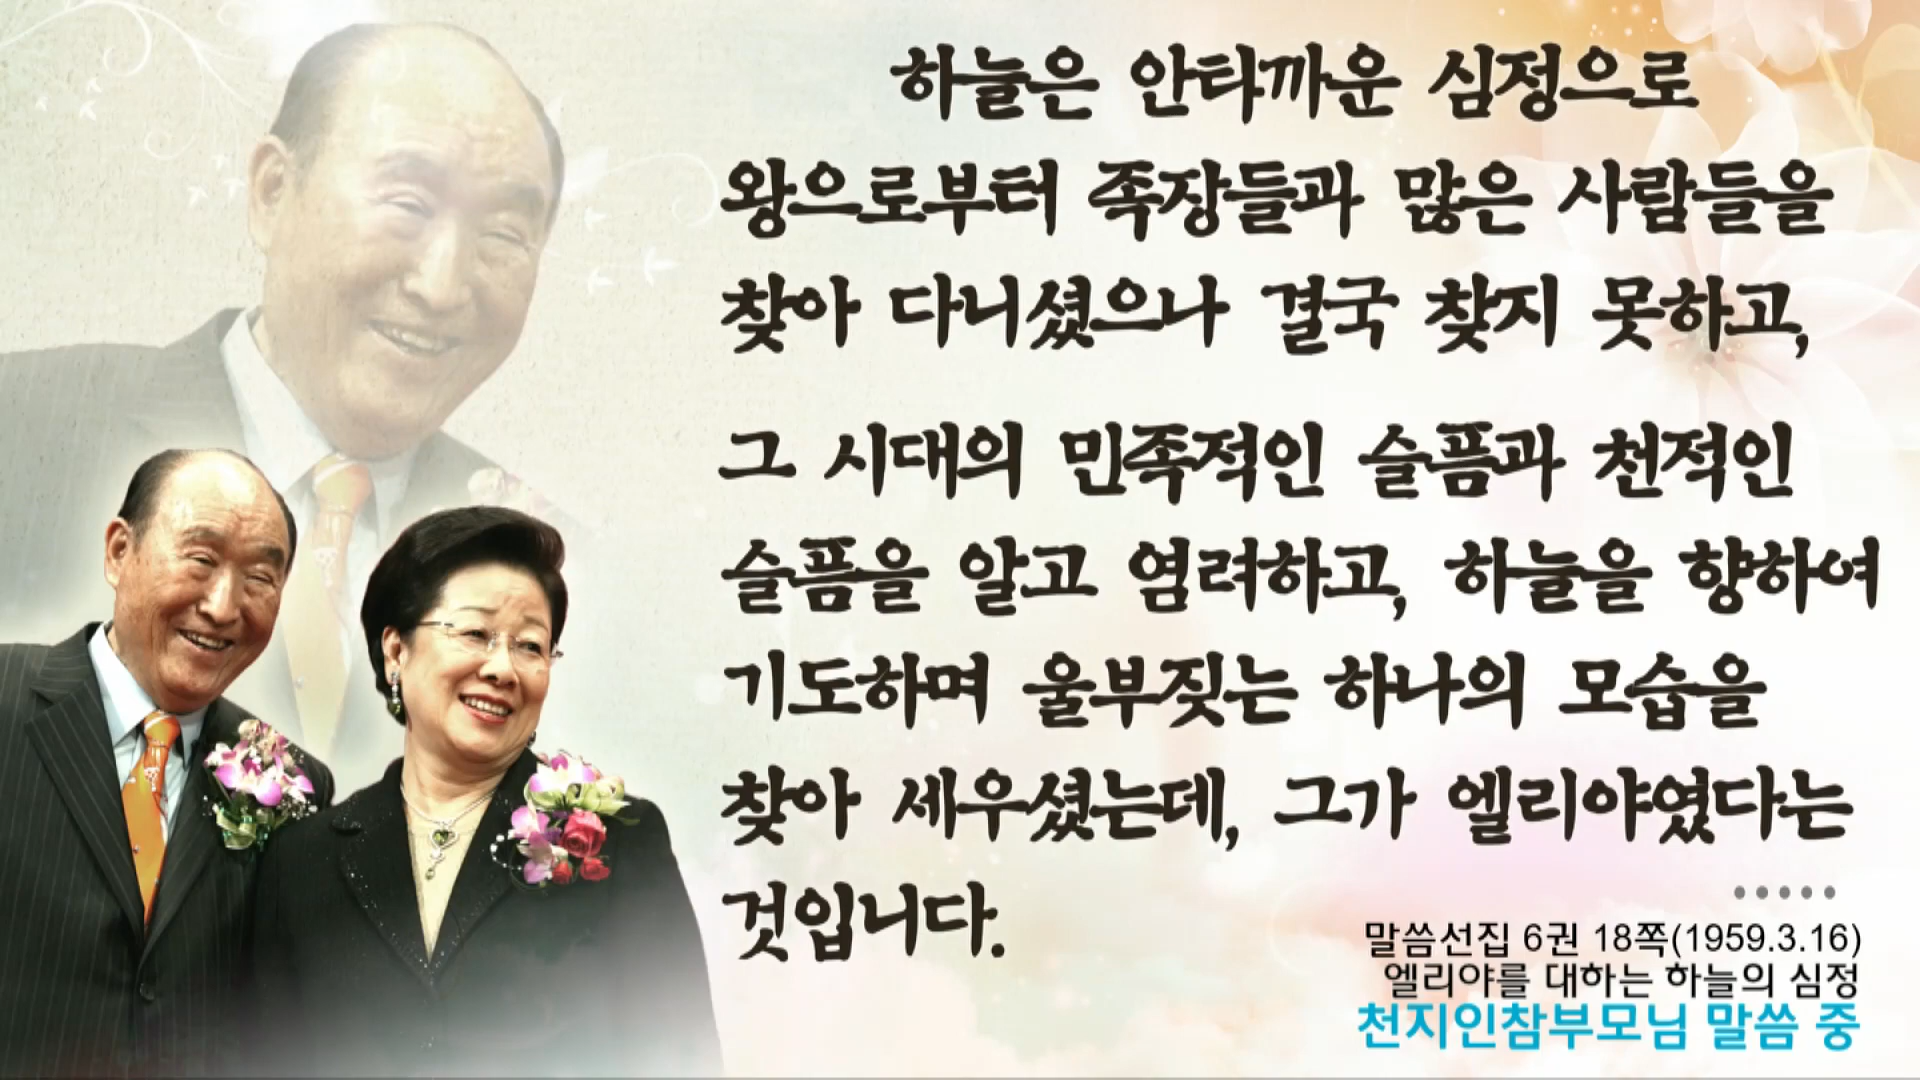 하늘은 안타까운 심정으로
왕으로부터 족장들과 많은 사람들을
찾아 다니셨으나 결국 찾지 못하고,
그 시대의 민족적인 슬픔과 천적인
슬픔을 알고 염려하고, 하늘을 향하여
기도하며 울부짖는 하나의 모습을
찾아 세우셨는데, 그가 엘리야였다는
것입니다.
•••••
말씀선집 6권 18쪽(1959.3.16)
엘리야를 대하는 하늘의 심정
천지인참부모님 말씀 중